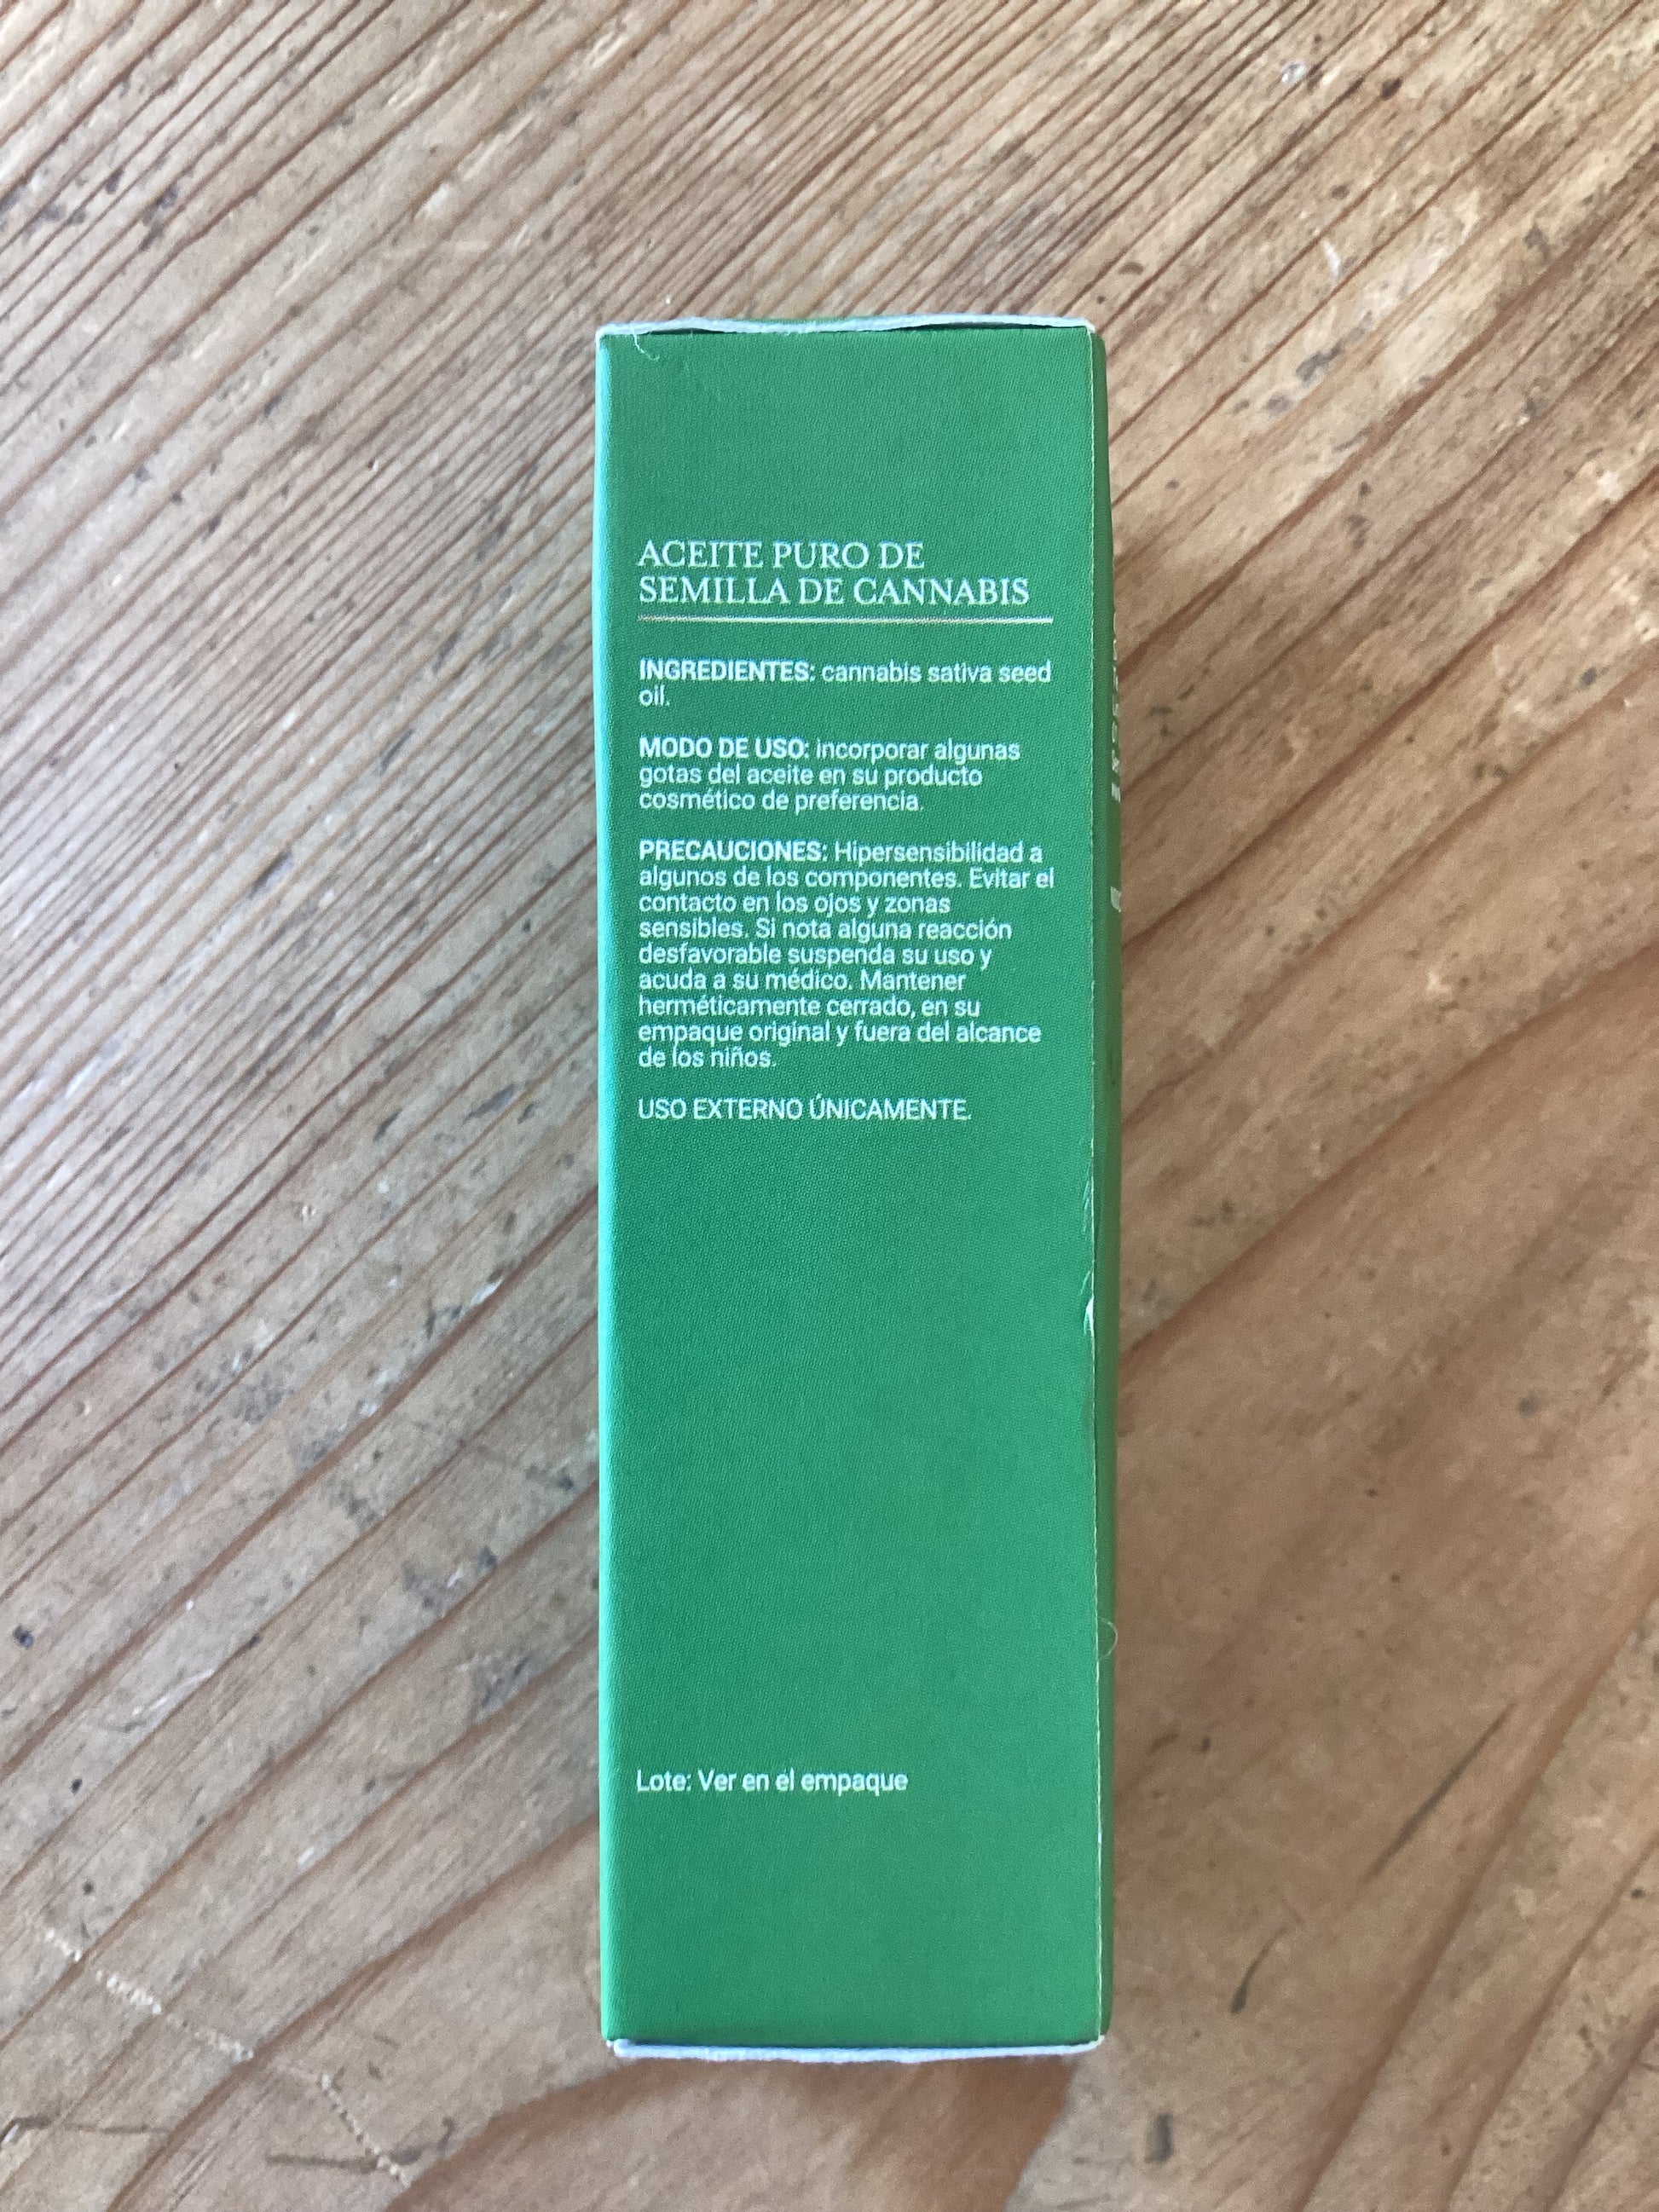 ACEITE PURO DE
SEMILLA DE CANNABIS
INGREDIENTES: cannabis sativa seed
oil.
MODO DE USO: incorporar algunas
gotas del aceite en su producto
cosmético de preferencia.
PRECAUCIONES: Hipersensibilidad a
algunos de los componentes. Evitar el
contacto en los ojos y zonas
sensibles. Si nota alguna reacción
desfavorable suspenda su uso y
acuda a su médico. Mantener
herméticamente cerrado, en su
empaque original y fuera del alcance
de los niños.
USO EXTERNO ÚNICAMENTE.
Lote: Ver en el empaque